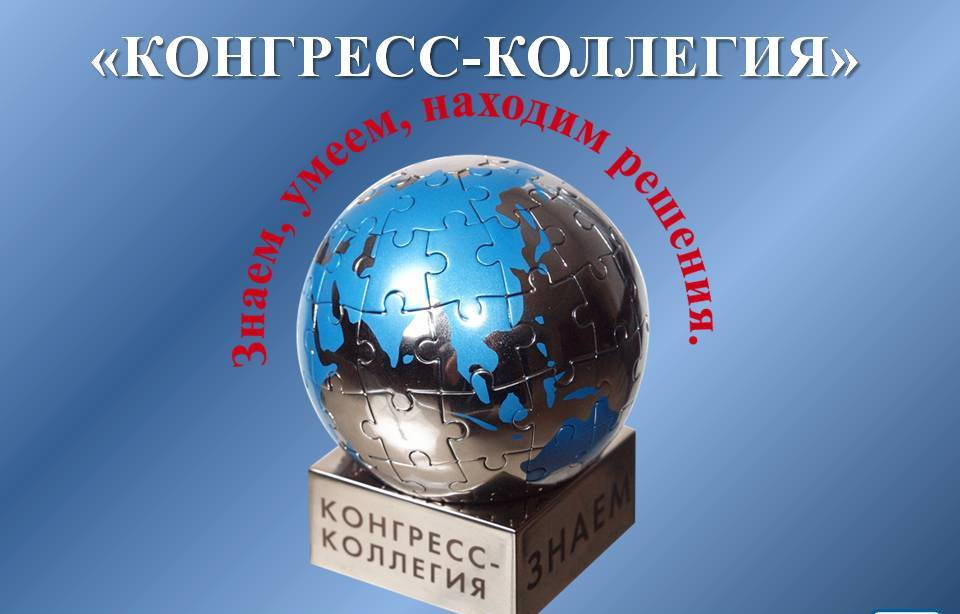 «КОНГРЕСС-КОЛЛЕГИЯ»
Знаем, умеем, находим решения.
КОНГРЕСС-
КОЛЛЕГИЯ
ЗНАЕМ